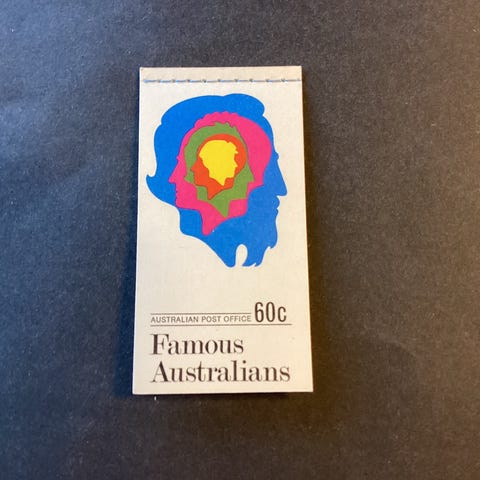 AUSTRALIAN POST OFFICE 60c
Famous
Australians